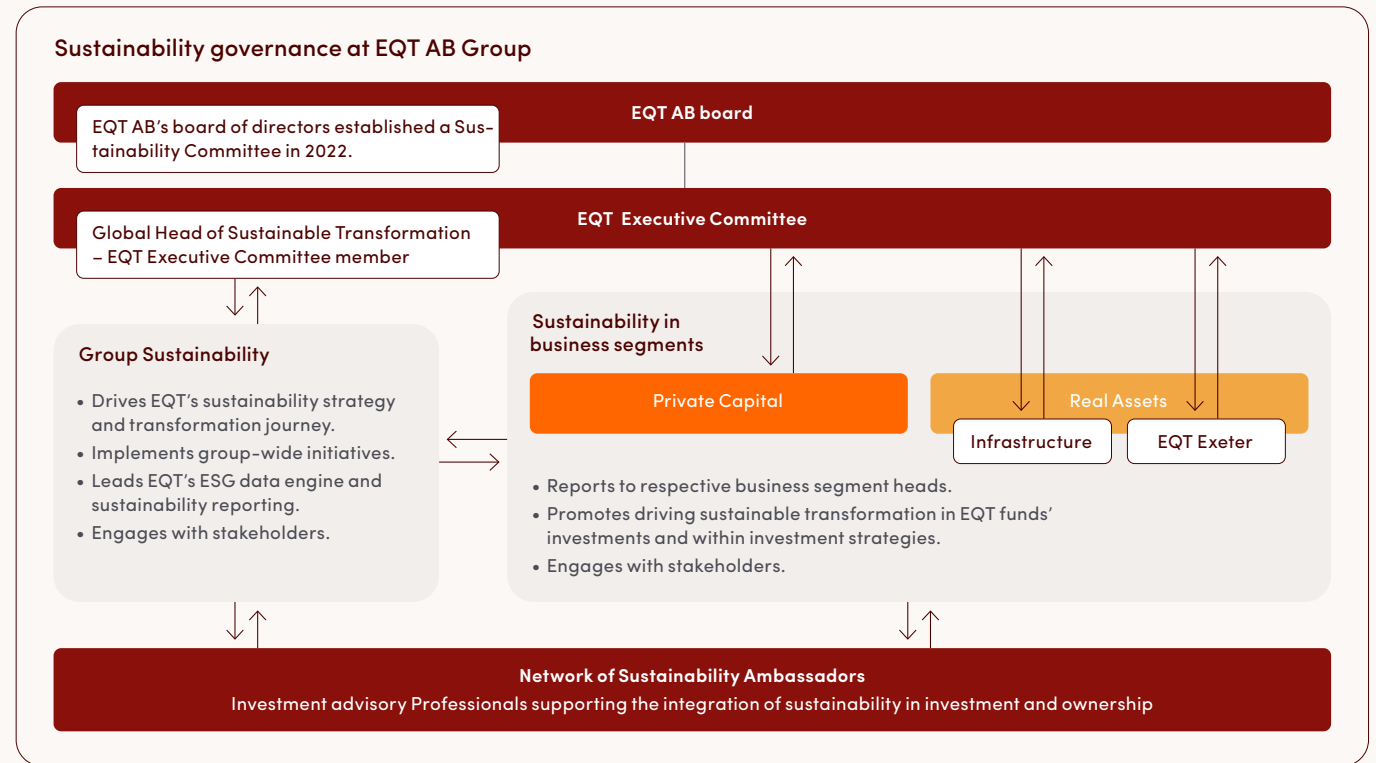 Sustainability governance at EQT AB Group
EQT AB board
EQT AB's board of directors established a Sus-
tainability Committee in 2022.
EQT Executive Committee
Global Head of Sustainable Transformation
– EQT Executive Committee member
Group Sustainability
• Drives EQT's sustainability strategy
and transformation journey.
• Implements group-wide initiatives.
• Leads EQT's ESG data engine and
sustainability reporting.
• Engages with stakeholders.
Sustainability in
business segments
Private Capital
Real Assets
Infrastructure
EQT Exeter
• Reports to respective business segment heads.
• Promotes driving sustainable transformation in EQT funds'
investments and within investment strategies.
• Engages with stakeholders.
Network of Sustainability Ambassadors
Investment advisory Professionals supporting the integration of sustainability in investment and ownership